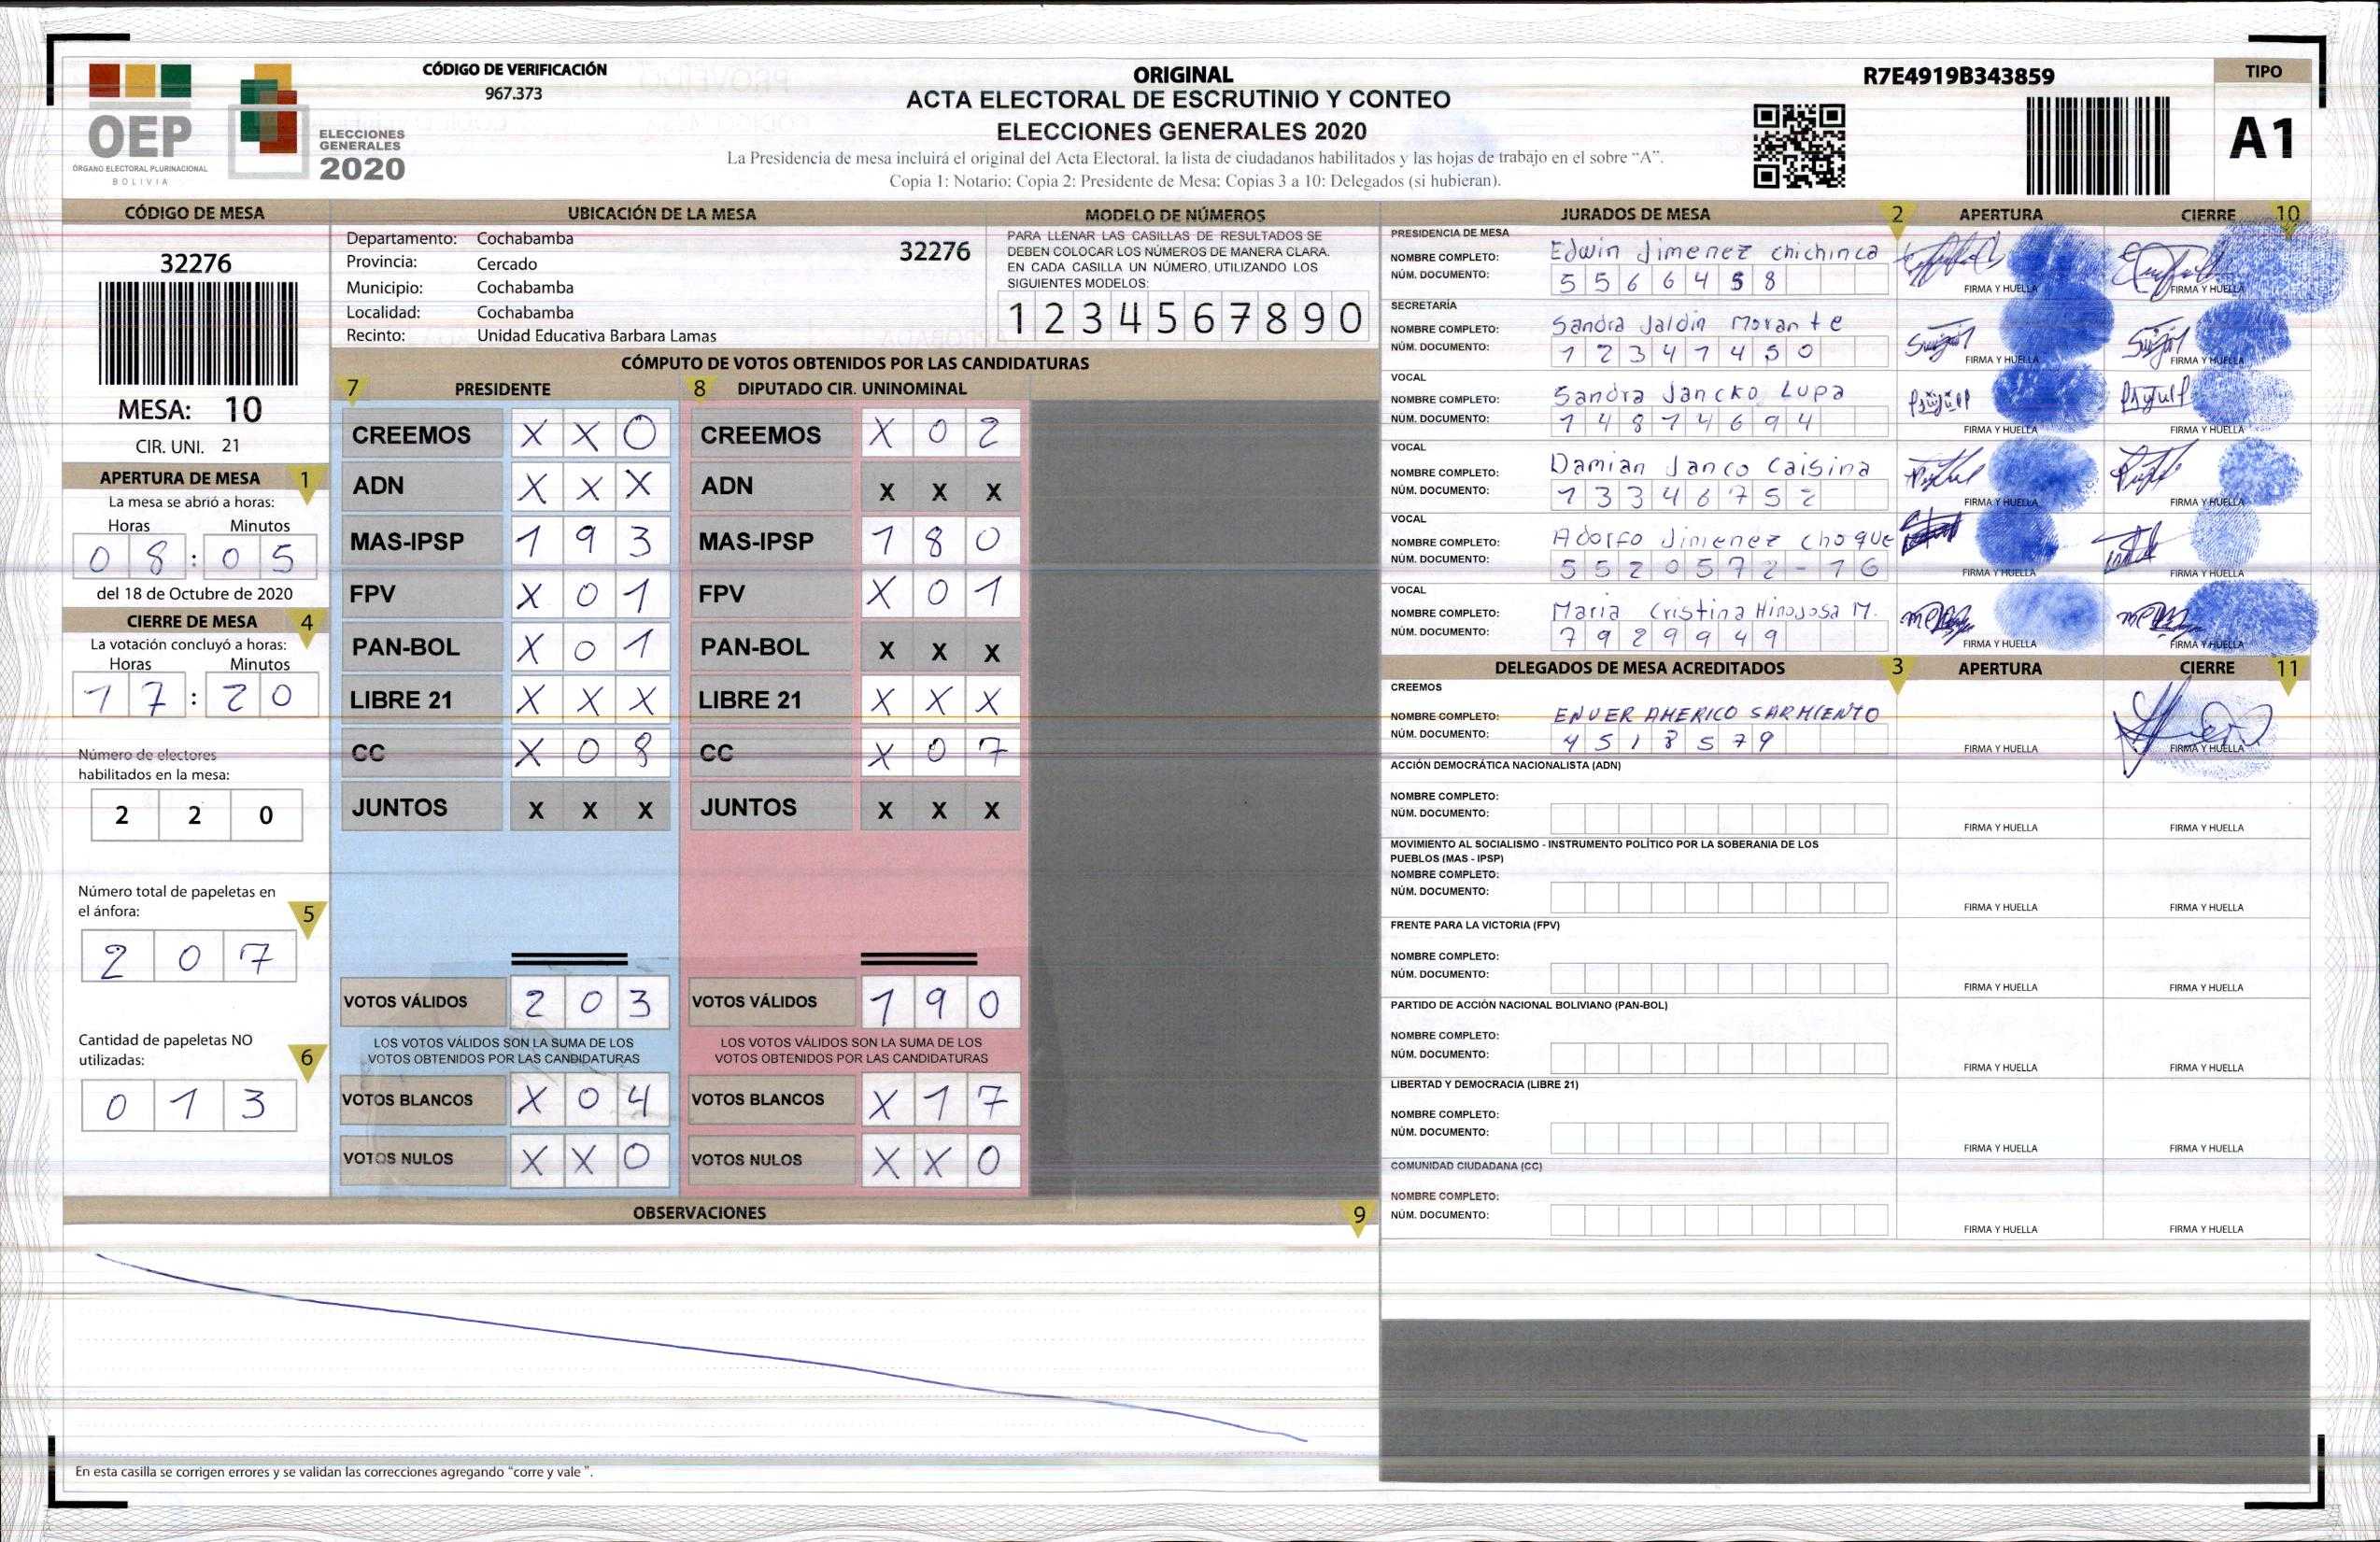 CÓDIGO DE VERIFICACIÓN
967.373
OEP
ÓRGANO ELECTORAL PLURINACIONAL
BOLIVIA
ELECCIONES
GENERALES
2020
ORIGINAL
ACTA ELECTORAL DE ESCRUTINIO Y CONTEO
ELECCIONES GENERALES 2020
La Presidencia de mesa incluirá el original del Acta Electoral, la lista de ciudadanos habilitados y las hojas de trabajo en el sobre "A".
Copia 1: Notario; Copia 2: Presidente de Mesa; Copias 3 a 10: Delegados (si hubieran).
R7E4919B343859
TIPO
A1
CÓDIGO DE MESA
32276
MESA: 10
CIR. UNI. 21
APERTURA DE MESA 1
La mesa se abrió a horas:
Horas Minutos
0 8 : 0 5
del 18 de Octubre de 2020
CIERRE DE MESA 4
La votación concluyó a horas:
Horas Minutos
1 7 : 2 0
Número de electores
habilitados en la mesa:
2 2 0
Número total de papeletas en
el ánfora: 5
2 0 7
Cantidad de papeletas NO
utilizadas: 6
0 1 3
UBICACIÓN DE LA MESA
Departamento: Cochabamba 32276
Provincia: Cercado
Municipio: Cochabamba
Localidad: Cochabamba
Recinto: Unidad Educativa Barbara Lamas
MODELO DE NÚMEROS
PARA LLENAR LAS CASILLAS DE RESULTADOS SE
DEBEN COLOCAR LOS NÚMEROS DE MANERA CLARA.
EN CADA CASILLA UN NÚMERO, UTILIZANDO LOS
SIGUIENTES MODELOS:
1 2 3 4 5 6 7 8 9 0
CÓMPUTO DE VOTOS OBTENIDOS POR LAS CANDIDATURAS
7 PRESIDENTE 8 DIPUTADO CIR. UNINOMINAL
CREEMOS X X 0 CREEMOS X 0 2
ADN X X X ADN X X X
MAS-IPSP 1 9 3 MAS-IPSP 1 8 0
FPV X 0 1 FPV X 0 1
PAN-BOL X 0 1 PAN-BOL X X X
LIBRE 21 X X X LIBRE 21 X X X
CC X 0 8 CC X 0 7
JUNTOS X X X JUNTOS X X X
VOTOS VÁLIDOS 2 0 3 VOTOS VÁLIDOS 1 9 0
LOS VOTOS VÁLIDOS SON LA SUMA DE LOS LOS VOTOS VÁLIDOS SON LA SUMA DE LOS
VOTOS OBTENIDOS POR LAS CANDIDATURAS VOTOS OBTENIDOS POR LAS CANDIDATURAS
VOTOS BLANCOS X 0 4 VOTOS BLANCOS X 1 7
VOTOS NULOS X X 0 VOTOS NULOS X X 0
OBSERVACIONES 9
En esta casilla se corrigen errores y se validan las correcciones agregando "corre y vale ".
JURADOS DE MESA 2 APERTURA CIERRE 10
PRESIDENCIA DE MESA
NOMBRE COMPLETO: Edwin Jimenez chichinca
NÚM. DOCUMENTO: 5 5 6 6 4 5 8
FIRMA Y HUELLA FIRMA Y HUELLA
SECRETARÍA
NOMBRE COMPLETO: Sandra Jaldin Morante
NÚM. DOCUMENTO: 1 2 3 4 1 4 5 0
FIRMA Y HUELLA FIRMA Y HUELLA
VOCAL
NOMBRE COMPLETO: Sandra Jancko Lupa
NÚM. DOCUMENTO: 1 4 8 1 4 6 9 4
FIRMA Y HUELLA FIRMA Y HUELLA
VOCAL
NOMBRE COMPLETO: Damian Janco Caisina
NÚM. DOCUMENTO: 1 3 3 4 6 7 5 2
FIRMA Y HUELLA FIRMA Y HUELLA
VOCAL
NOMBRE COMPLETO: Adorfo Jimenez choque
NÚM. DOCUMENTO: 5 5 2 0 5 7 2 - 1 G
FIRMA Y HUELLA FIRMA Y HUELLA
VOCAL
NOMBRE COMPLETO: Maria Cristina Hinojosa M.
NÚM. DOCUMENTO: 7 9 2 9 9 4 9
FIRMA Y HUELLA FIRMA Y HUELLA
DELEGADOS DE MESA ACREDITADOS 3 APERTURA CIERRE 11
CREEMOS
NOMBRE COMPLETO: ENVER AMERICO SARMIENTO
NÚM. DOCUMENTO: 4 5 1 8 5 7 9
FIRMA Y HUELLA FIRMA Y HUELLA
ACCIÓN DEMOCRÁTICA NACIONALISTA (ADN)
NOMBRE COMPLETO:
NÚM. DOCUMENTO:
FIRMA Y HUELLA FIRMA Y HUELLA
MOVIMIENTO AL SOCIALISMO - INSTRUMENTO POLÍTICO POR LA SOBERANIA DE LOS
PUEBLOS (MAS - IPSP)
NOMBRE COMPLETO:
NÚM. DOCUMENTO:
FIRMA Y HUELLA FIRMA Y HUELLA
FRENTE PARA LA VICTORIA (FPV)
NOMBRE COMPLETO:
NÚM. DOCUMENTO:
FIRMA Y HUELLA FIRMA Y HUELLA
PARTIDO DE ACCIÓN NACIONAL BOLIVIANO (PAN-BOL)
NOMBRE COMPLETO:
NÚM. DOCUMENTO:
FIRMA Y HUELLA FIRMA Y HUELLA
LIBERTAD Y DEMOCRACIA (LIBRE 21)
NOMBRE COMPLETO:
NÚM. DOCUMENTO:
FIRMA Y HUELLA FIRMA Y HUELLA
COMUNIDAD CIUDADANA (CC)
NOMBRE COMPLETO:
NÚM. DOCUMENTO:
FIRMA Y HUELLA FIRMA Y HUELLA